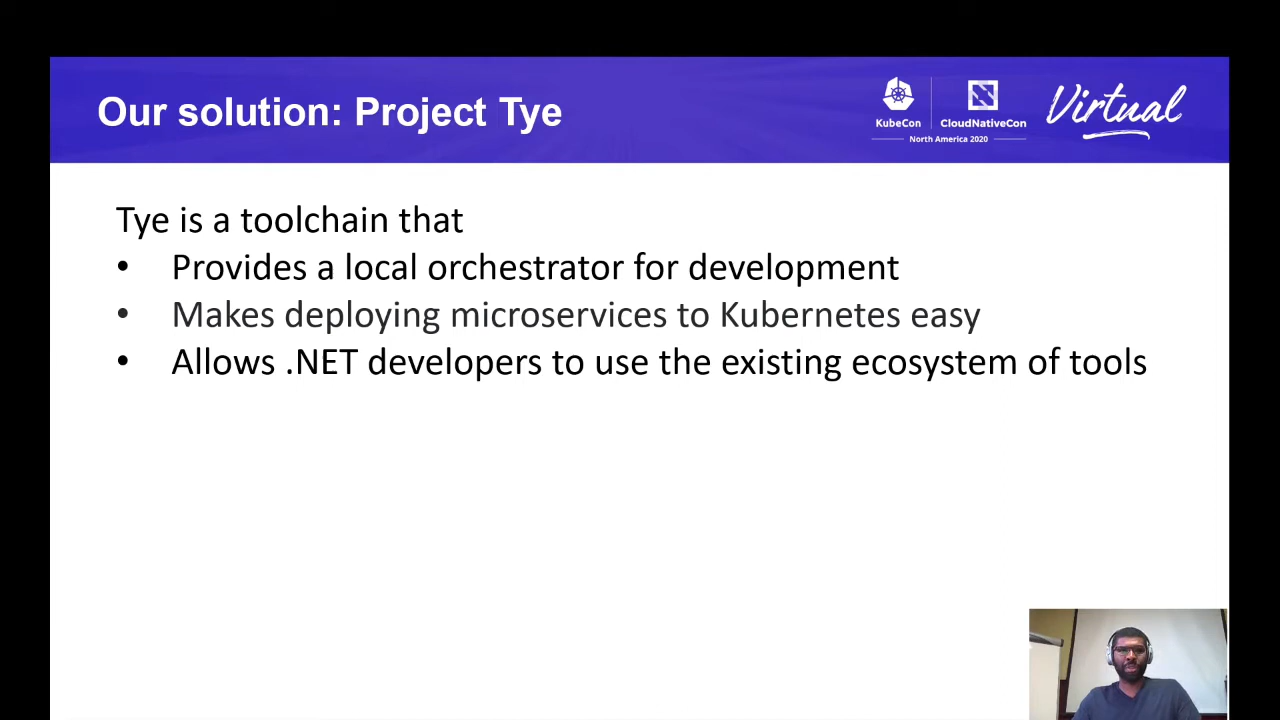 Our solution: Project Tye
KubeCon
CloudNativeCon
North America 2020
Virtual
Tye is a toolchain that
• Provides a local orchestrator for development
• Makes deploying microservices to Kubernetes easy
• Allows .NET developers to use the existing ecosystem of tools